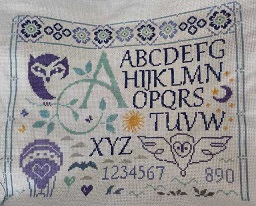 A
ABCDEFG
HIJKLMN
OPQRS
TUVW
XYZ
1234567 890